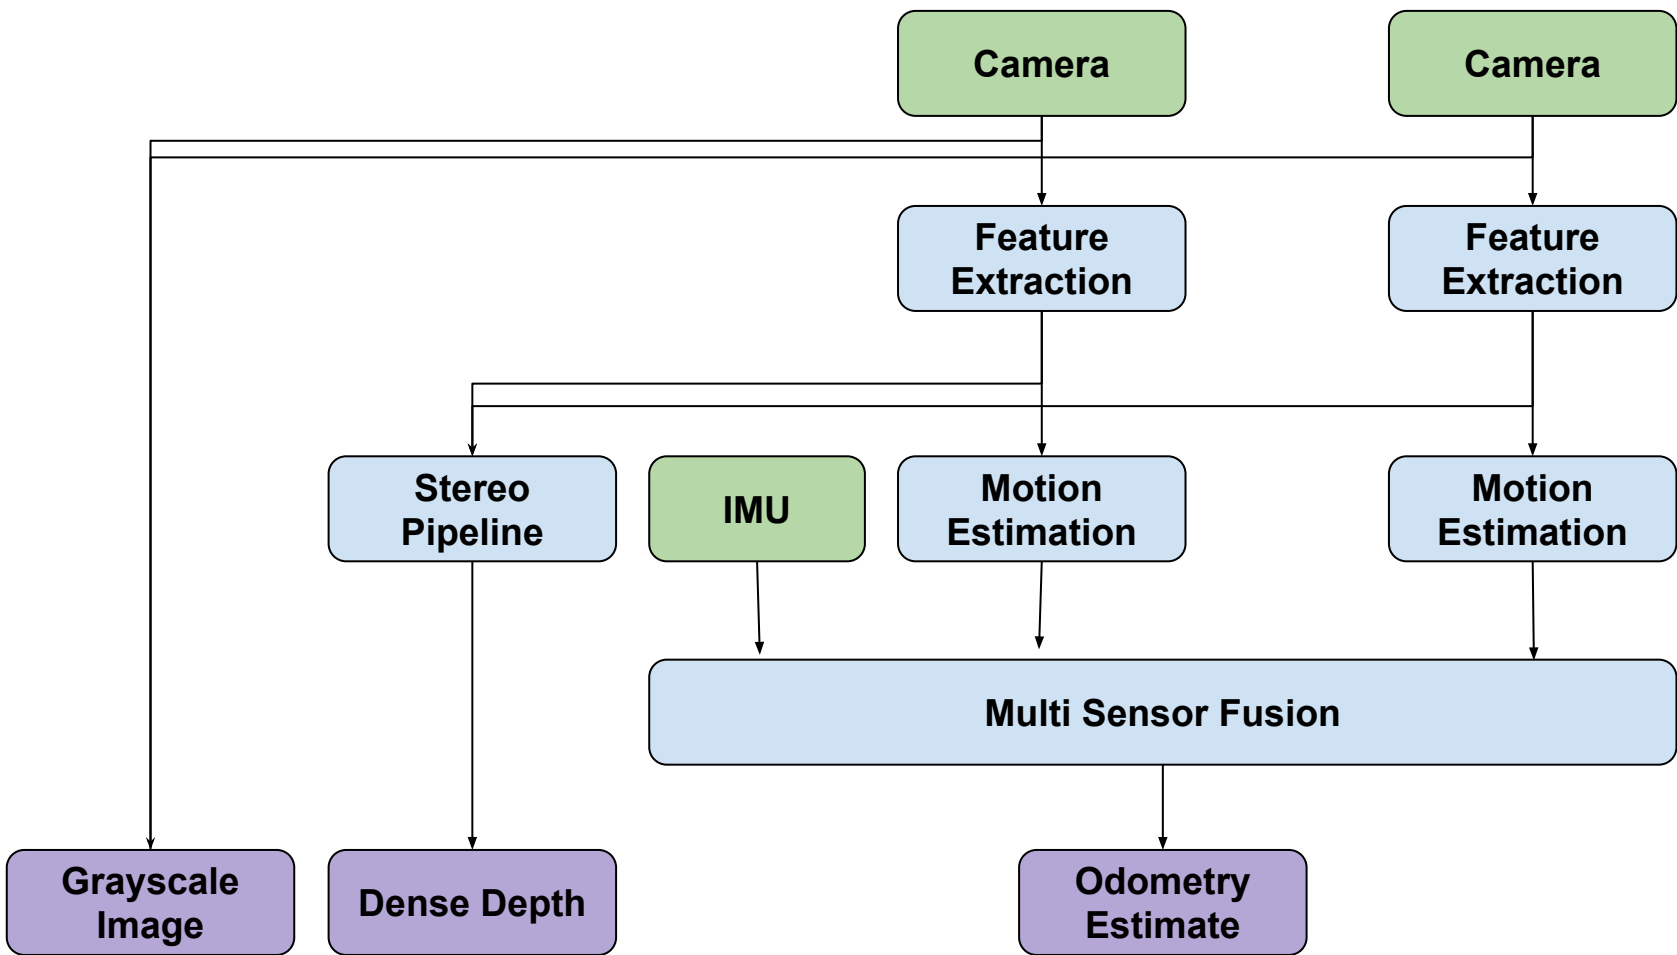 Camera
Camera
Feature
Extraction
Feature
Extraction
Stereo
Pipeline
IMU
Motion
Estimation
Motion
Estimation
Multi Sensor Fusion
Grayscale
Image
Dense Depth
Odometry
Estimate